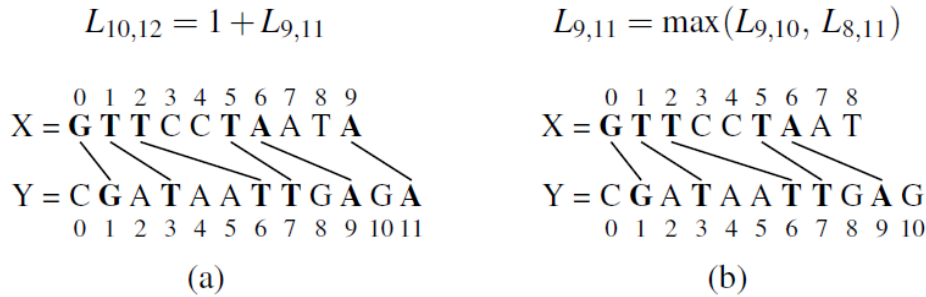 L10,12 = 1 + L9,11
0 1 2 3 4 5 6 7 8 9
X = G T T C C T A A T A
Y = C G A T A A T T G A G A
0 1 2 3 4 5 6 7 8 9 10 11
(a)
L9,11 = max(L9,10, L8,11)
0 1 2 3 4 5 6 7 8
X = G T T C C T A A T
Y = C G A T A A T T G A G
0 1 2 3 4 5 6 7 8 9 10
(b)